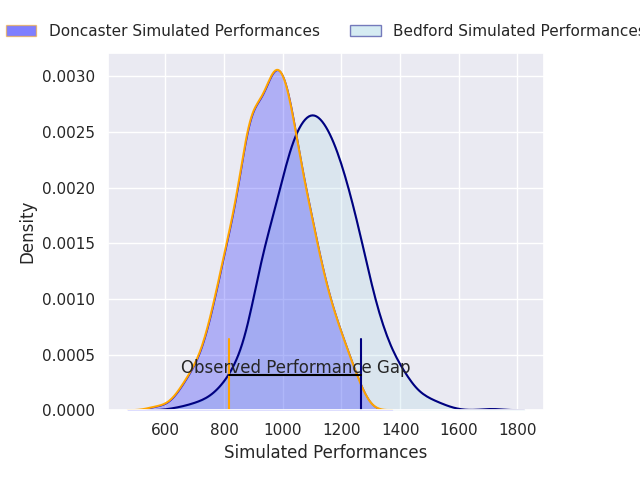 Doncaster Simulated Performances
Bedford Simulated Performances
0.0030
0.0025
0.0020
0.0015
0.0010
0.0005
0.0000
Density
Observed Performance Gap
600 800 1000 1200 1400 1600 1800
Simulated Performances